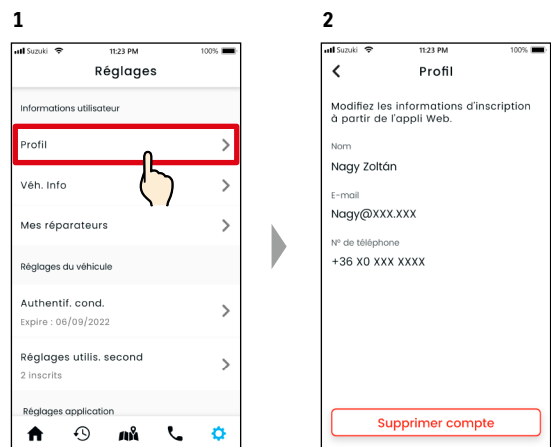 1
Suzuki 11:23 PM 100%
Réglages
Informations utilisateur
Profil
Véh. Info
Mes réparateurs
Réglages du véhicule
Authentif. cond.
Expire : 06/09/2022
Réglages utilis. second
2 inscrits
Réglages application
2
Suzuki 11:23 PM 100%
Profil
Modifiez les informations d'inscription
à partir de l'appli Web.
Nom
Nagy Zoltán
E-mail
Nagy@XXX.XXX
Nº de téléphone
+36 X0 XXX XXXX
Supprimer compte